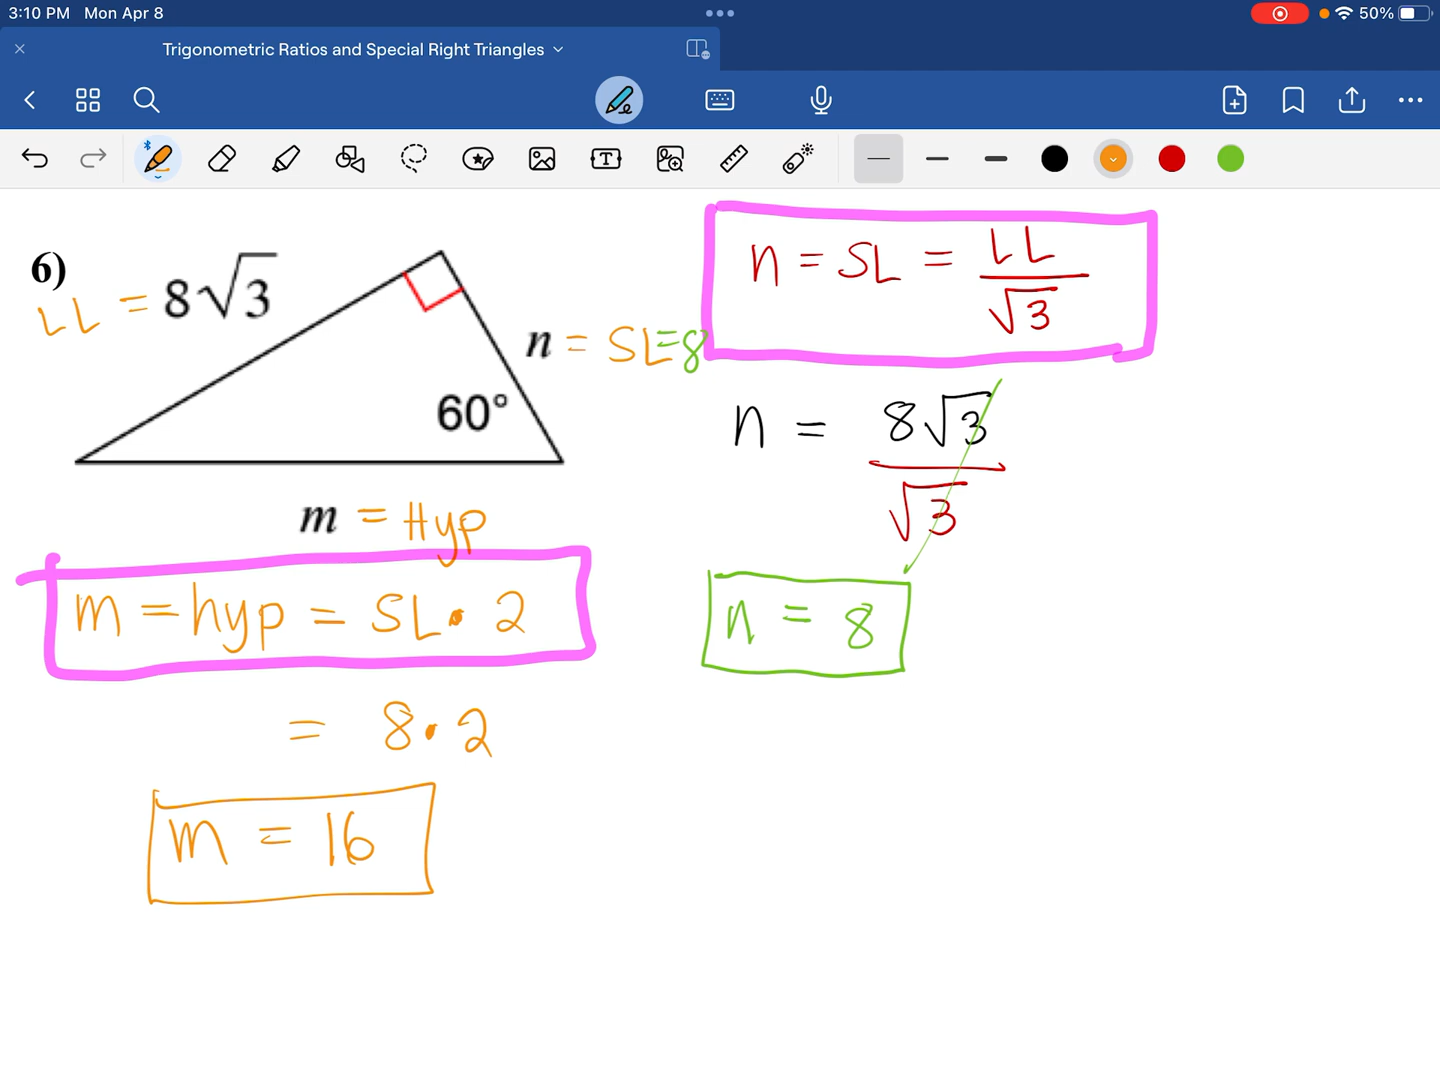 3:10 PM Mon Apr 8
50%
Trigonometric Ratios and Special Right Triangles
6)
LL = 8√3
n = SL = 8
60°
m = Hyp
m = hyp = SL · 2
= 8 · 2
m = 16
n = SL = LL/√3
n = 8√3/√3
n = 8